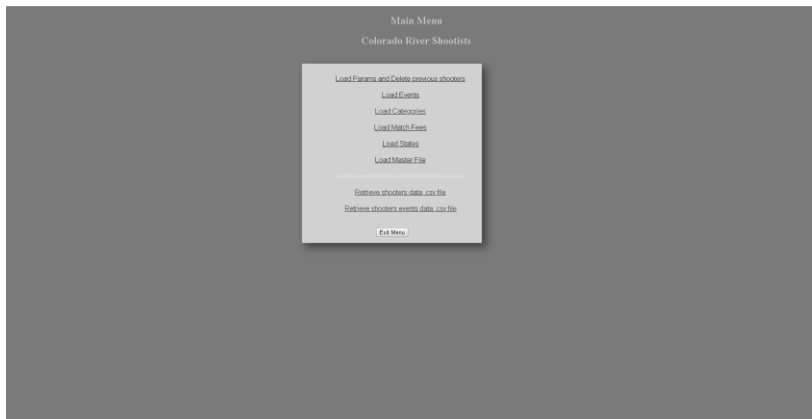 Main Menu
Colorado River Shootists
Load Params and Delete previous shooters
Load Events
Load Categories
Load Match Fees
Load States
Load Master File
Retrieve shooters data .csv file
Retrieve shooters events data .csv file
Exit Menu